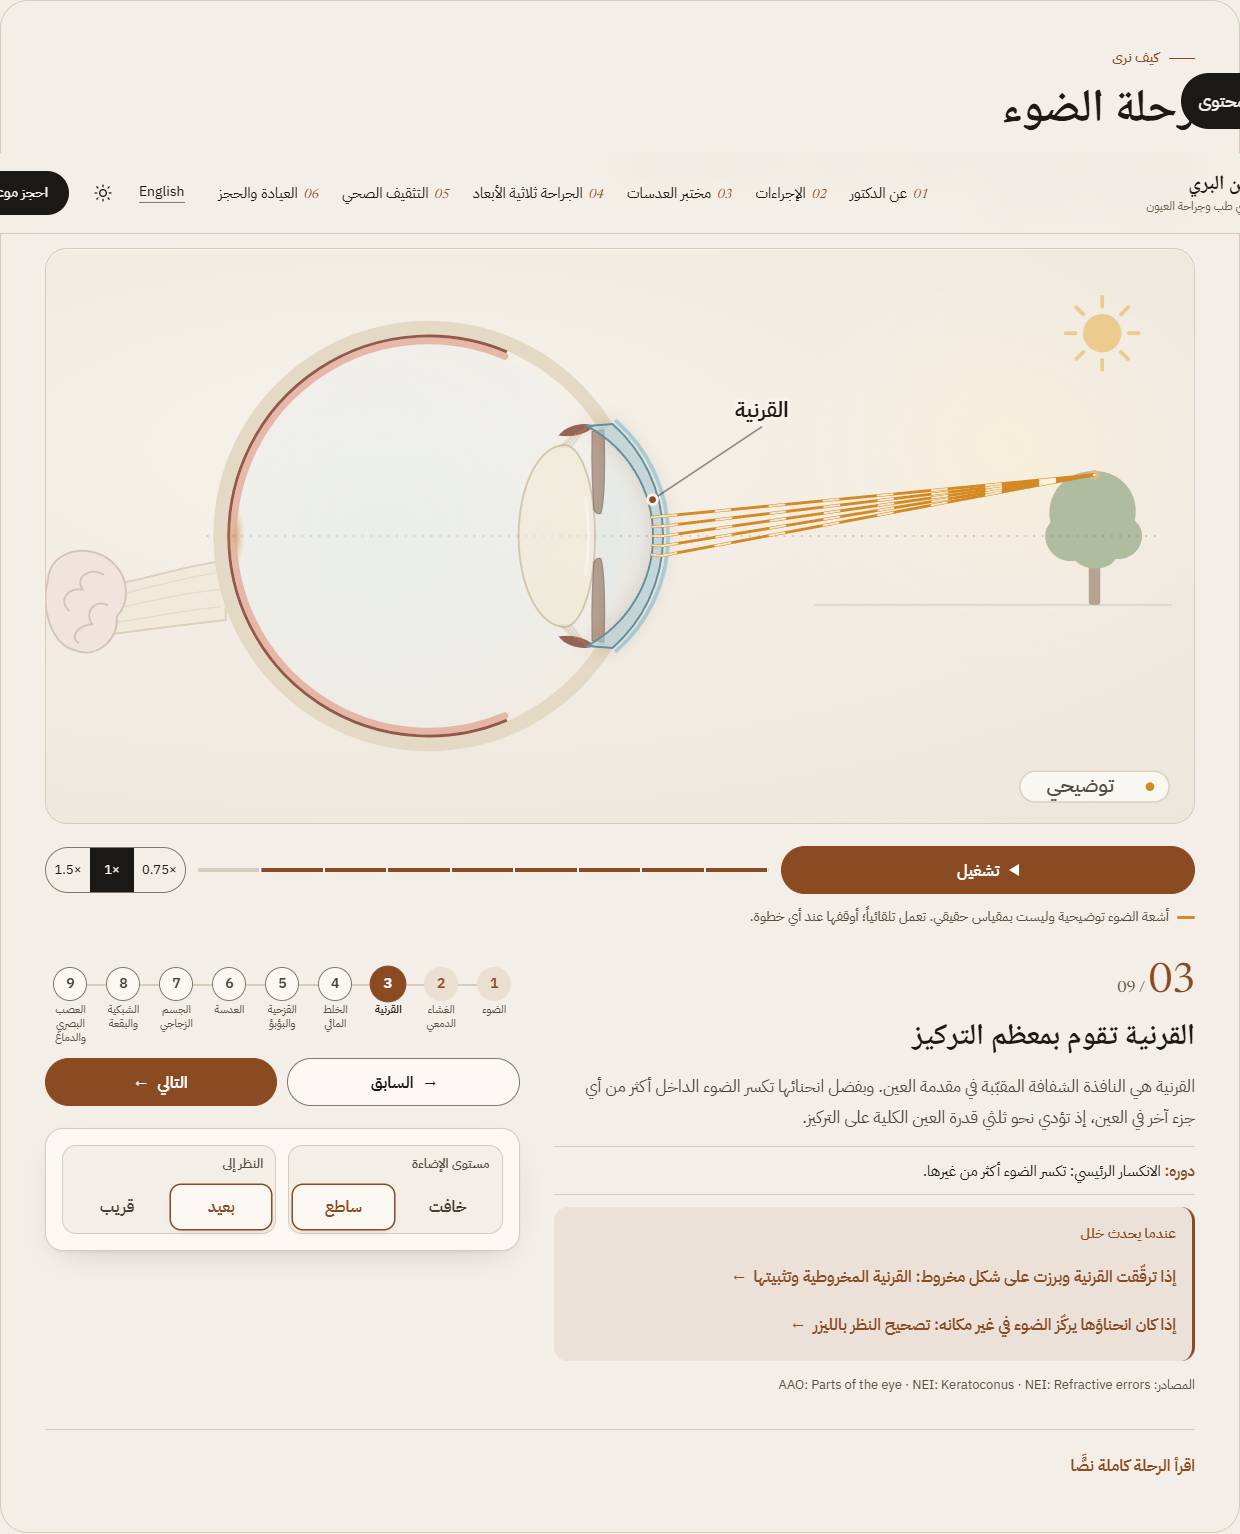 كيف نرى
رحلة الضوء
محتوى
ن البري
طب وجراحة العيون
01 عن الدكتور
02 الإجراءات
03 مختبر العدسات
04 الجراحة ثلاثية الأبعاد
05 التثقيف الصحي
06 العيادة والحجز
English
احجز موع
القرنية
توضيحي
تشغيل
0.75×
1×
1.5×
أشعة الضوء توضيحية وليست بمقياس حقيقي. تعمل تلقائياً؛ أوقفها عند أي خطوة.
03 / 09
القرنية تقوم بمعظم التركيز
القرنية هي النافذة الشفافة المقبّبة في مقدمة العين. وبفضل انحنائها تكسر الضوء الداخل أكثر من أي
جزء آخر في العين، إذ تؤدي نحو ثلثي قدرة العين الكلية على التركيز.
دوره: الانكسار الرئيسي: تكسر الضوء أكثر من غيرها.
عندما يحدث خلل
إذا ترقّقت القرنية وبرزت على شكل مخروط: القرنية المخروطية وتثبيتها ←
إذا كان انحناؤها يركّز الضوء في غير مكانه: تصحيح النظر بالليزر ←
المصادر: AAO: Parts of the eye · NEI: Keratoconus · NEI: Refractive errors
1 الضوء
2 الغشاء الدمعي
3 القرنية
4 الخلط المائي
5 القزحية والبؤبؤ
6 العدسة
7 الجسم الزجاجي
8 الشبكية والبقعة
9 العصب البصري والدماغ
→ السابق
التالي ←
مستوى الإضاءة
خافت
ساطع
النظر إلى
بعيد
قريب
اقرأ الرحلة كاملة نصًّا